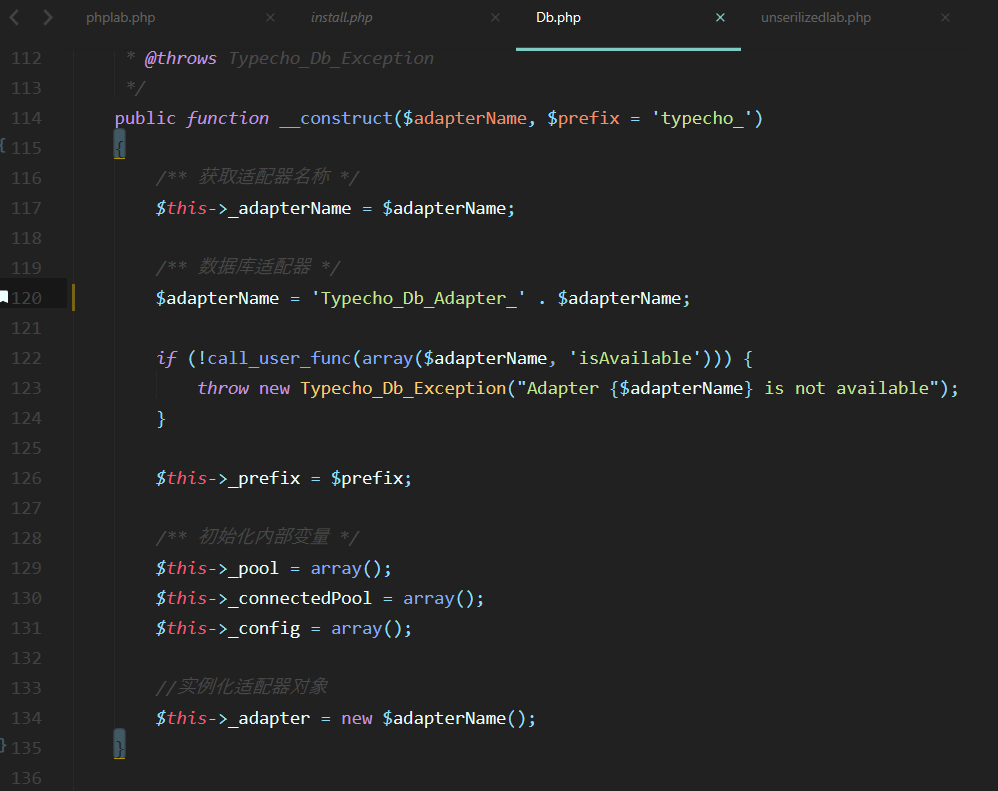 phplab.php × install.php × Db.php × unserilizedlab.php ×
112 * @throws Typecho_Db_Exception
113 */
114 public function __construct($adapterName, $prefix = 'typecho_')
115 {
116 /** 获取适配器名称 */
117 $this->_adapterName = $adapterName;
118
119 /** 数据库适配器 */
120 $adapterName = 'Typecho_Db_Adapter_' . $adapterName;
121
122 if (!call_user_func(array($adapterName, 'isAvailable'))) {
123 throw new Typecho_Db_Exception("Adapter {$adapterName} is not available");
124 }
125
126 $this->_prefix = $prefix;
127
128 /** 初始化内部变量 */
129 $this->_pool = array();
130 $this->_connectedPool = array();
131 $this->_config = array();
132
133 //实例化适配器对象
134 $this->_adapter = new $adapterName();
135 }
136